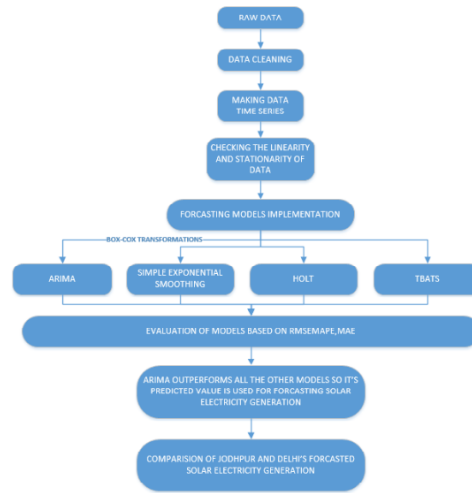 RAW DATA
DATA CLEANING
MAKING DATA
TIME SERIES
CHECKING THE LINEARITY
AND STATIONARITY OF
DATA
FORCASTING MODELS IMPLEMENTATION
BOX-COX TRANSFORMATIONS
ARIMA
SIMPLE EXPONENTIAL
SMOOTHING
HOLT
TBATS
EVALUATION OF MODELS BASED ON RMSEMAPE,MAE
ARIMA OUTPERFORMS ALL THE OTHER MODELS SO IT'S
PREDICTED VALUE IS USED FOR FORCASTING SOLAR
ELECTRICITY GENERATION
COMPARISION OF JODHPUR AND DELHI'S FORCASTED
SOLAR ELECTRICITY GENERATION